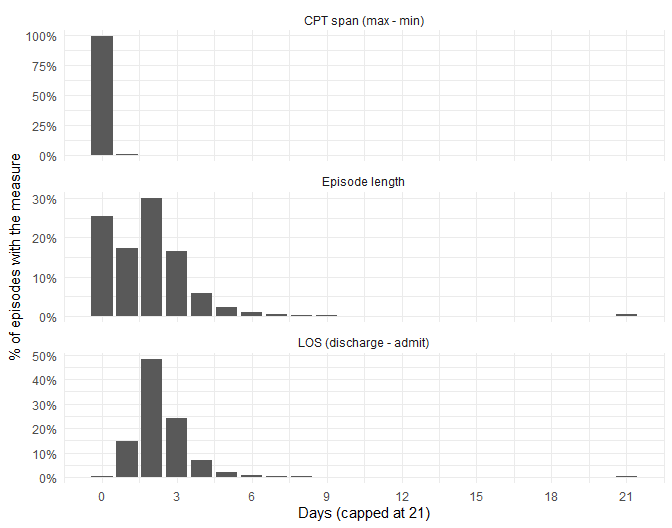 CPT span (max - min)
100%
75%
50%
25%
0%
Episode length
30%
20%
10%
0%
LOS (discharge - admit)
50%
40%
30%
20%
10%
0%
0 3 6 9 12 15 18 21
Days (capped at 21)
% of episodes with the measure